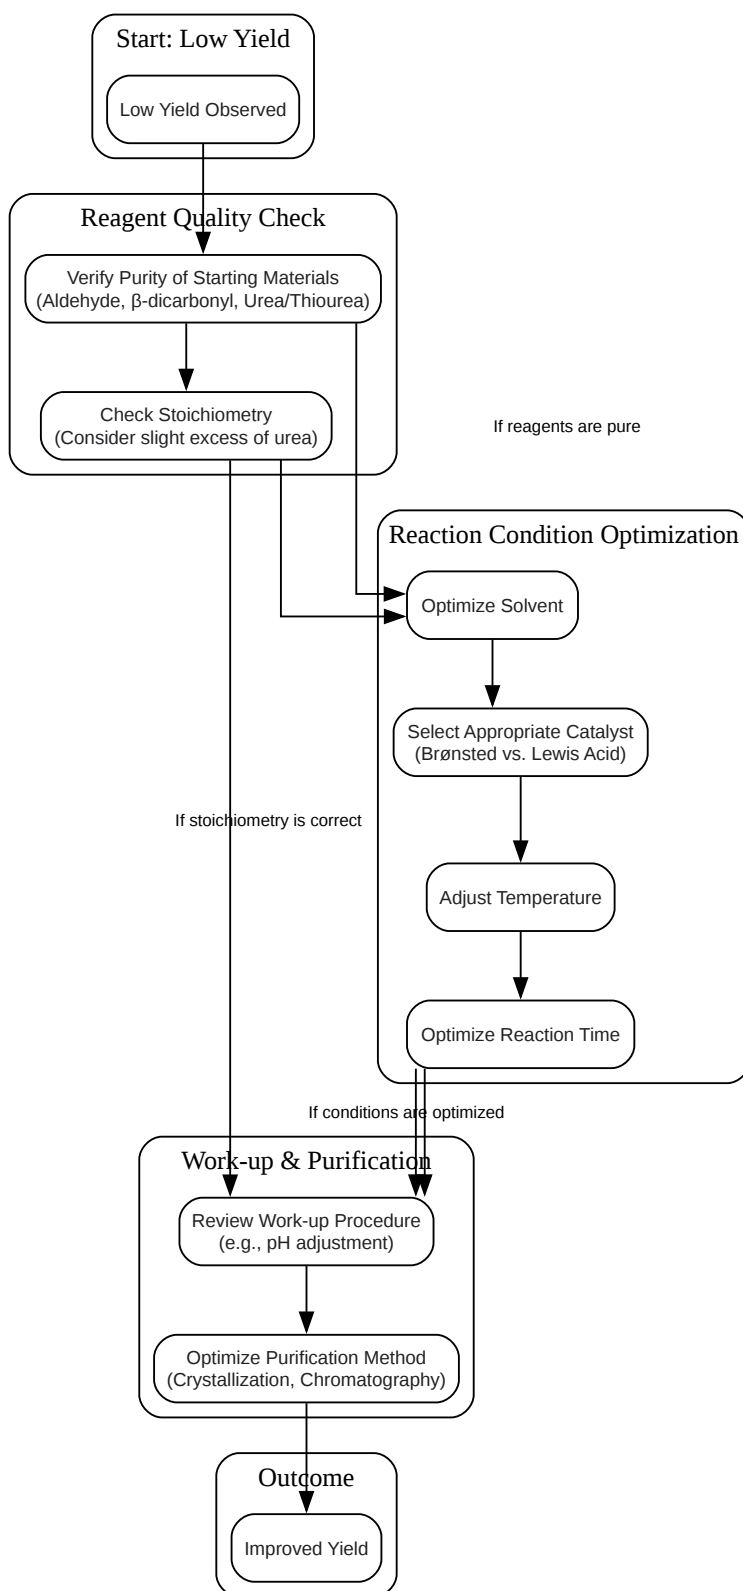 Start: Low Yield
Low Yield Observed
Reagent Quality Check
Verify Purity of Starting Materials
(Aldehyde, β-dicarbonyl, Urea/Thiourea)
Check Stoichiometry
(Consider slight excess of urea)
If reagents are pure
Reaction Condition Optimization
Optimize Solvent
Select Appropriate Catalyst
(Brønsted vs. Lewis Acid)
If stoichiometry is correct
Adjust Temperature
Optimize Reaction Time
If conditions are optimized
Work-up & Purification
Review Work-up Procedure
(e.g., pH adjustment)
Optimize Purification Method
(Crystallization, Chromatography)
Outcome
Improved Yield